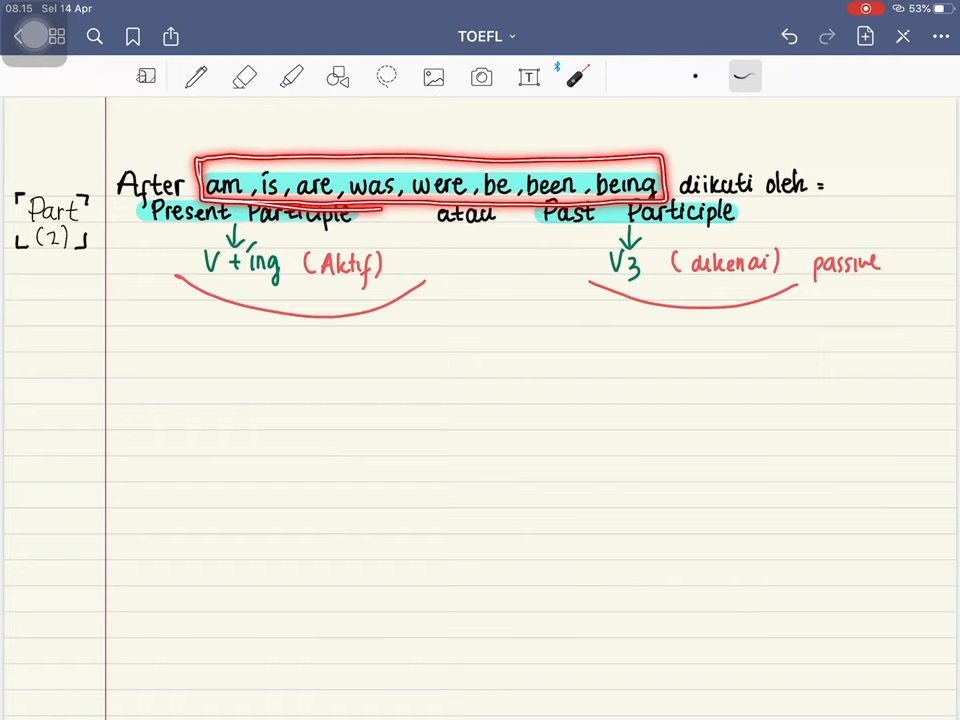 08.15 Sel 14 Apr
53%
TOEFL
T
After am, is, are, was, were, be, been, being diikuti oleh =
Part
(2)
Present Participle atau Past Participle
V + ing (Aktif) V3 (dikenai) passive